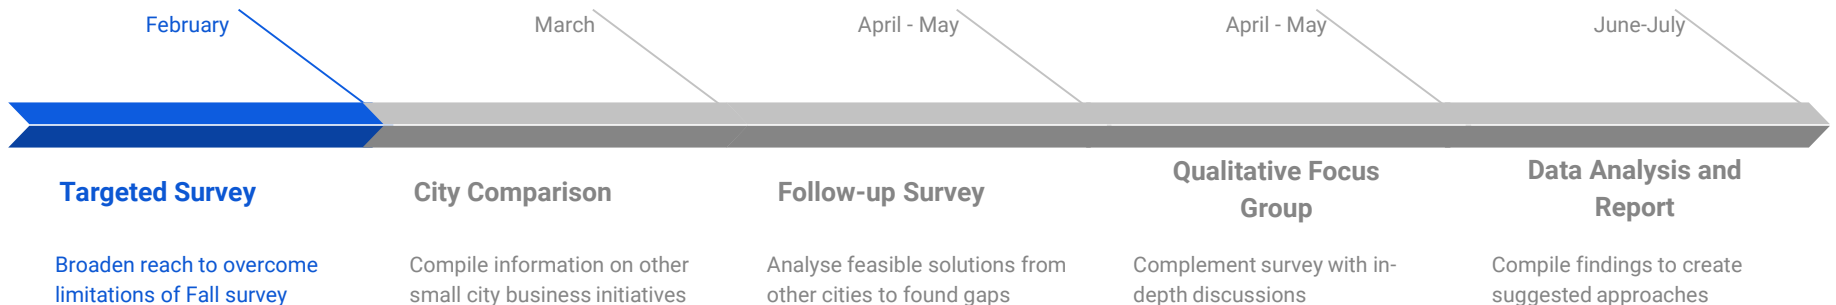 February
March
April - May
April - May
June-July
Targeted Survey
City Comparison
Follow-up Survey
Qualitative Focus
Group
Data Analysis and
Report
Broaden reach to overcome
limitations of Fall survey
Compile information on other
small city business initiatives
Analyse feasible solutions from
other cities to found gaps
Complement survey with in-
depth discussions
Compile findings to create
suggested approaches